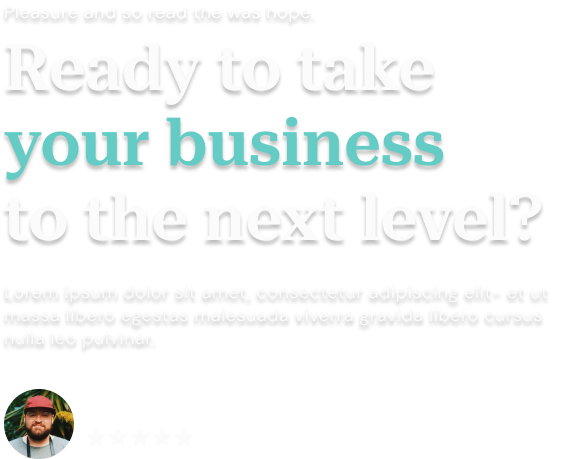 Pleasure and so read the was hope.
Ready to take
your business
to the next level?
Lorem ipsum dolor sit amet, consectetur adipiscing elit- et ut
massa libero egestas malesuada viverra gravida libero cursus
nulla leo pulvinar.